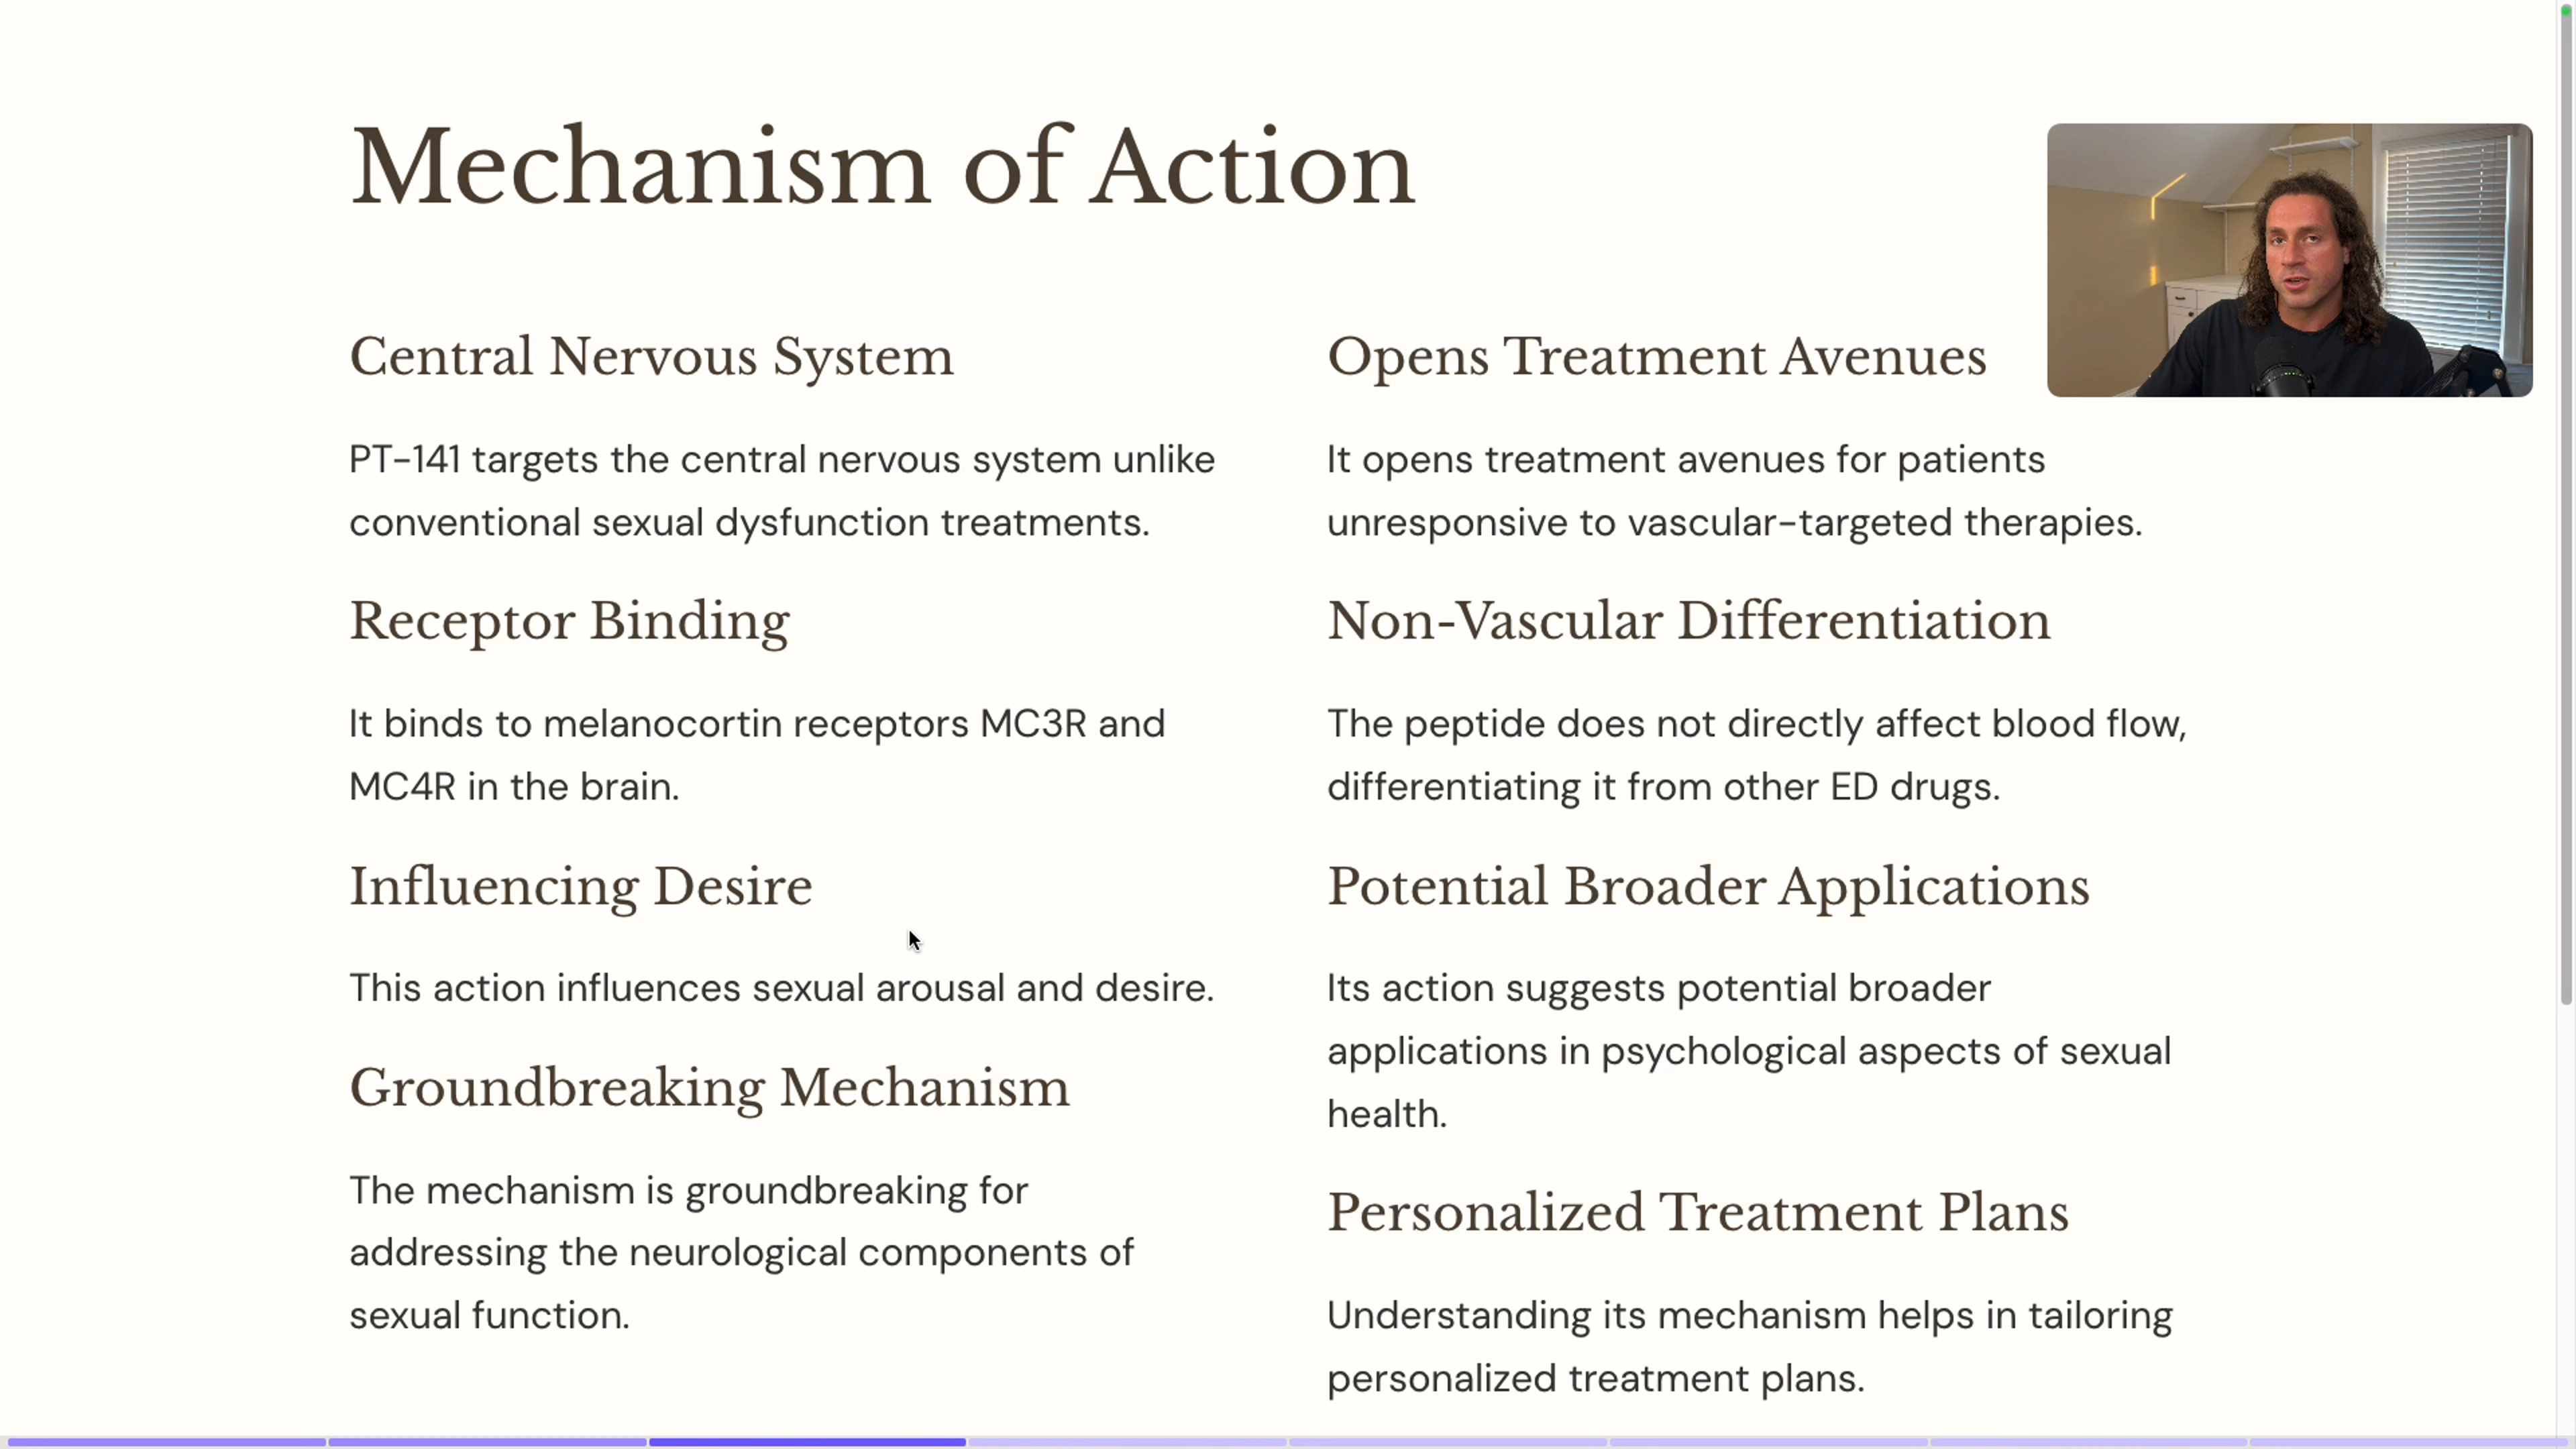 Mechanism of Action
Central Nervous System
PT-141 targets the central nervous system unlike
conventional sexual dysfunction treatments.
Receptor Binding
It binds to melanocortin receptors MC3R and
MC4R in the brain.
Influencing Desire
This action influences sexual arousal and desire.
Groundbreaking Mechanism
The mechanism is groundbreaking for
addressing the neurological components of
sexual function.
Opens Treatment Avenues
It opens treatment avenues for patients
unresponsive to vascular-targeted therapies.
Non-Vascular Differentiation
The peptide does not directly affect blood flow,
differentiating it from other ED drugs.
Potential Broader Applications
Its action suggests potential broader
applications in psychological aspects of sexual
health.
Personalized Treatment Plans
Understanding its mechanism helps in tailoring
personalized treatment plans.